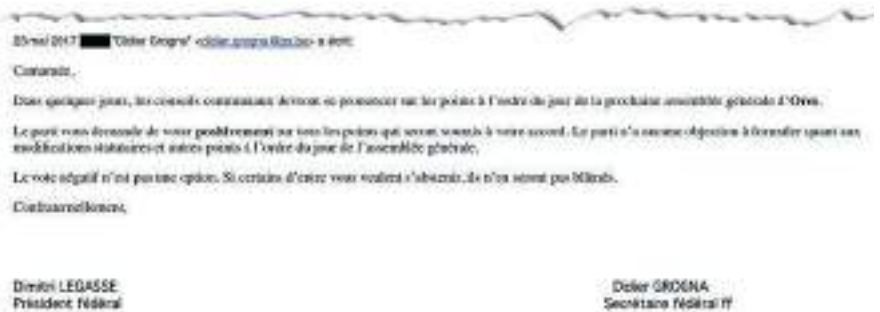 mai 2017 "Didier Grogna" a écrit:
Camarade,
Dans quelques jours, les conseils communaux devront se prononcer sur les points à l'ordre du jour de la prochaine assemblée générale d'Ores.
Le parti vous demande de voter positivement sur tous les points qui seront soumis à votre accord. Le parti n'a aucune objection à formuler quant aux
modifications statutaires et autres points à l'ordre du jour de l'assemblée générale.
Le vote négatif n'est pas une option. Si certains d'entre vous veulent s'abstenir, ils n'en seront pas blâmés.
Confraternellement,
Dimitri LEGASSE Didier GROGNA
Président fédéral Secrétaire fédéral ff